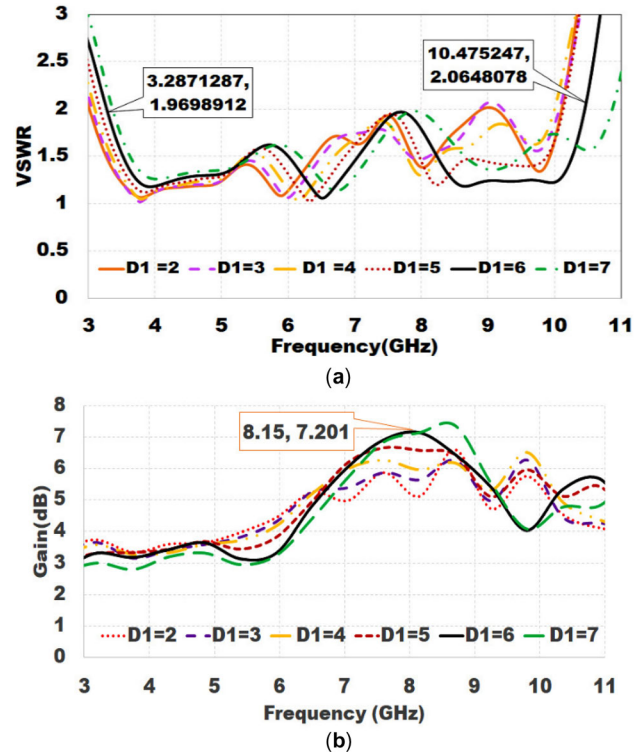 3
2.5
2
1.5
1
0.5
0
VSWR
3.2871287,
1.9698912
10.475247,
2.0648078
D1 =2 D1=3 D1 =4 D1=5 D1=6 D1=7
3 4 5 6 7 8 9 10 11
Frequency(GHz)
(a)
8
7
6
5
4
3
2
1
0
Gain(dB)
8.15, 7.201
D1=2 D1=3 D1=4 D1=5 D1=6 D1=7
3 4 5 6 7 8 9 10 11
Frequency (GHz)
(b)